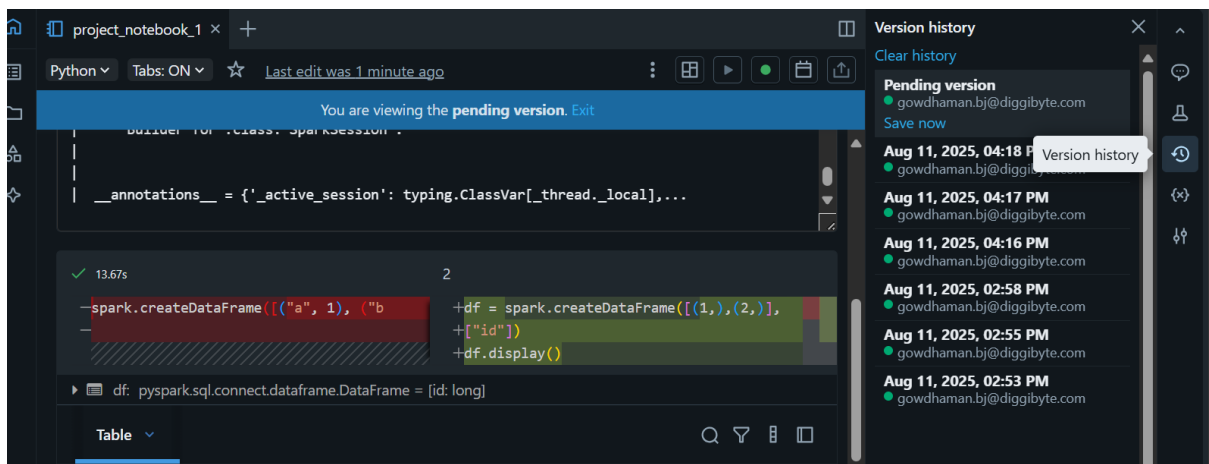 project_notebook_1
Python
Tabs: ON
Last edit was 1 minute ago
You are viewing the pending version. Exit
| Builder for :class:`SparkSession`.
|
|
| __annotations__ = {'_active_session': typing.ClassVar[_thread._local],...
13.67s
2
-spark.createDataFrame([("a", 1), ("b
-
+df = spark.createDataFrame([(1,),(2,)],
+["id"])
+df.display()
df: pyspark.sql.connect.dataframe.DataFrame = [id: long]
Table
Version history
Clear history
Pending version
gowdhaman.bj@diggibyte.com
Save now
Aug 11, 2025, 04:18 P
gowdhaman.bj@diggibyte.com
Version history
Aug 11, 2025, 04:17 PM
gowdhaman.bj@diggibyte.com
Aug 11, 2025, 04:16 PM
gowdhaman.bj@diggibyte.com
Aug 11, 2025, 02:58 PM
gowdhaman.bj@diggibyte.com
Aug 11, 2025, 02:55 PM
gowdhaman.bj@diggibyte.com
Aug 11, 2025, 02:53 PM
gowdhaman.bj@diggibyte.com